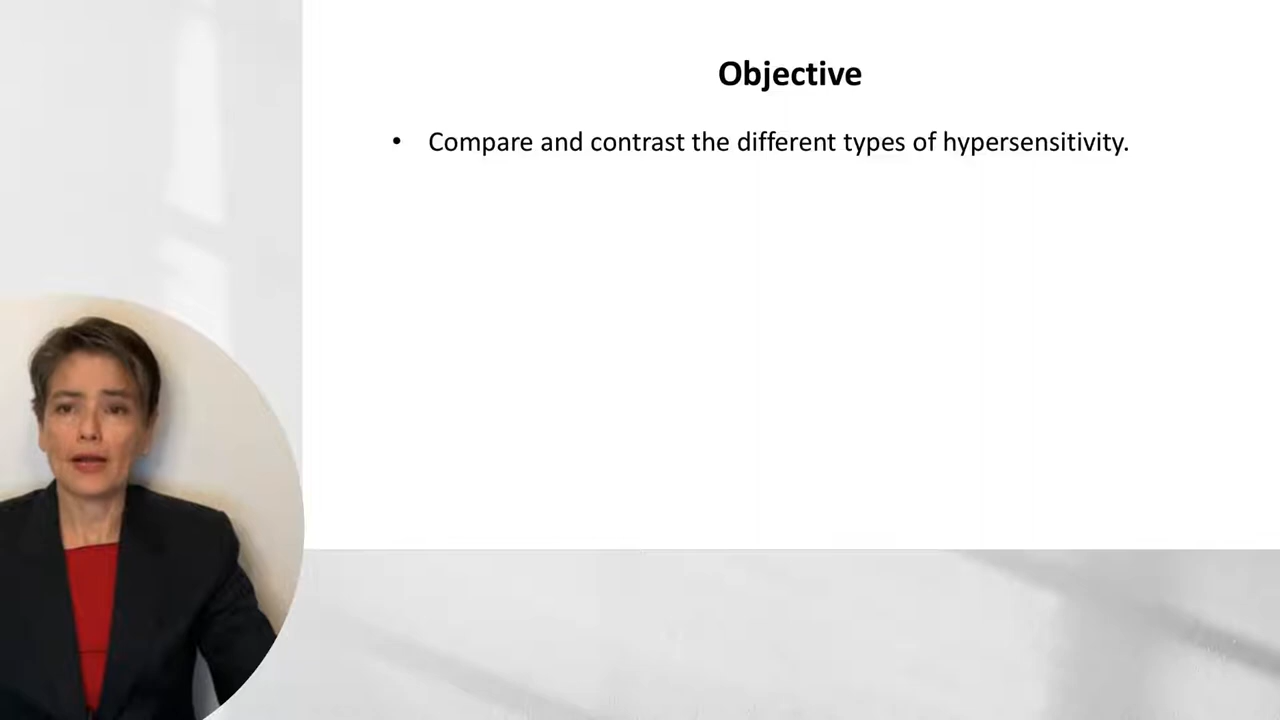 Objective
• Compare and contrast the different types of hypersensitivity.